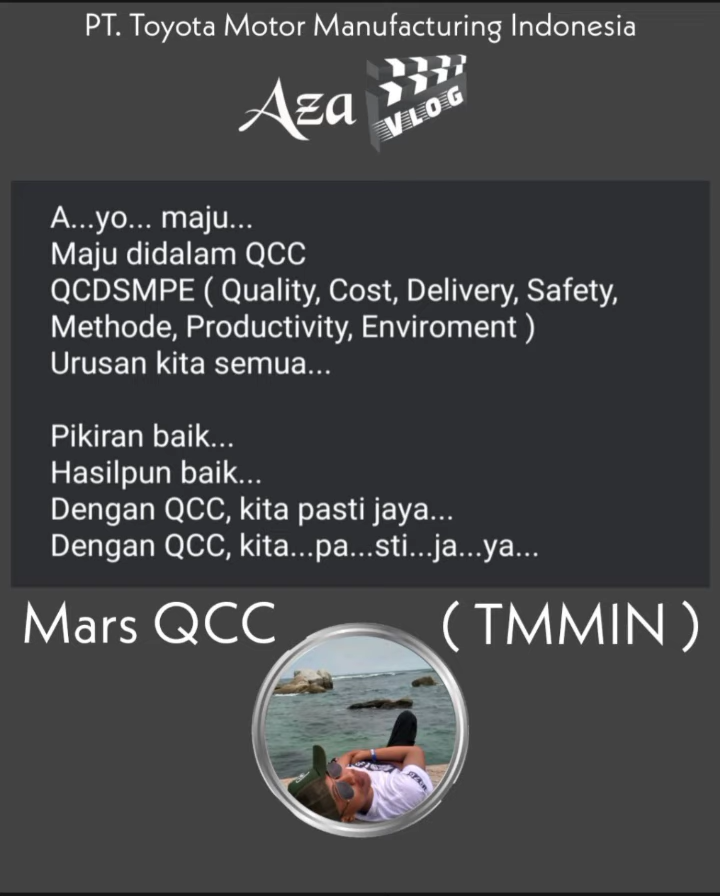 PT. Toyota Motor Manufacturing Indonesia
Aza
VLOG
A...yo... maju...
Maju didalam QCC
QCDSMPE ( Quality, Cost, Delivery, Safety,
Methode, Productivity, Enviroment )
Urusan kita semua...
Pikiran baik...
Hasilpun baik...
Dengan QCC, kita pasti jaya...
Dengan QCC, kita...pa...sti...ja...ya...
Mars QCC ( TMMIN )